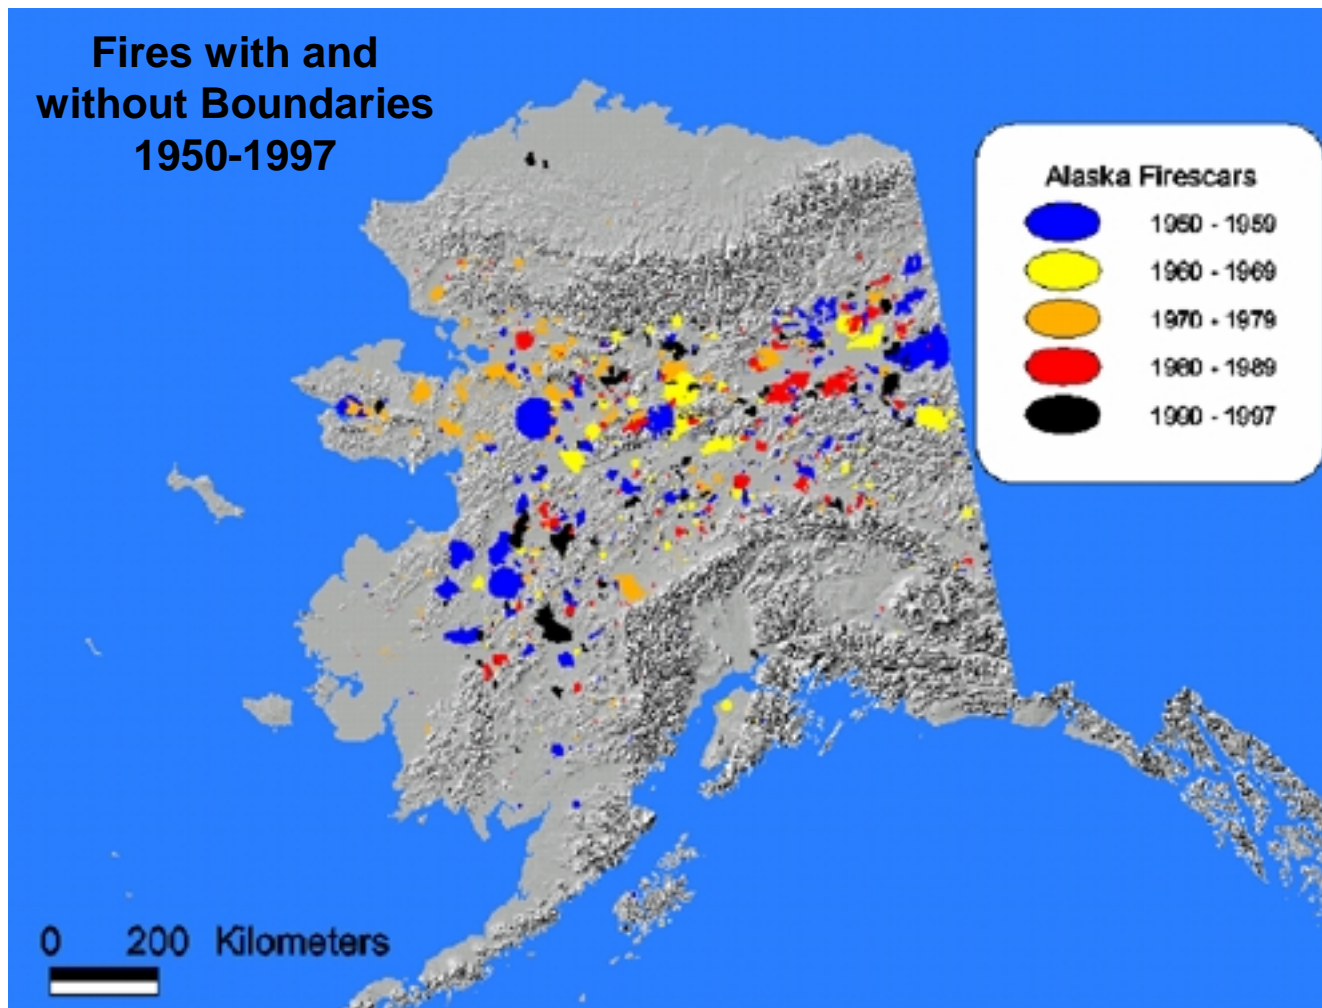 Fires with and
without Boundaries
1950-1997
Alaska Firescars
1950 - 1959
1960 - 1969
1970 - 1979
1980 - 1989
1990 - 1997
0 200 Kilometers